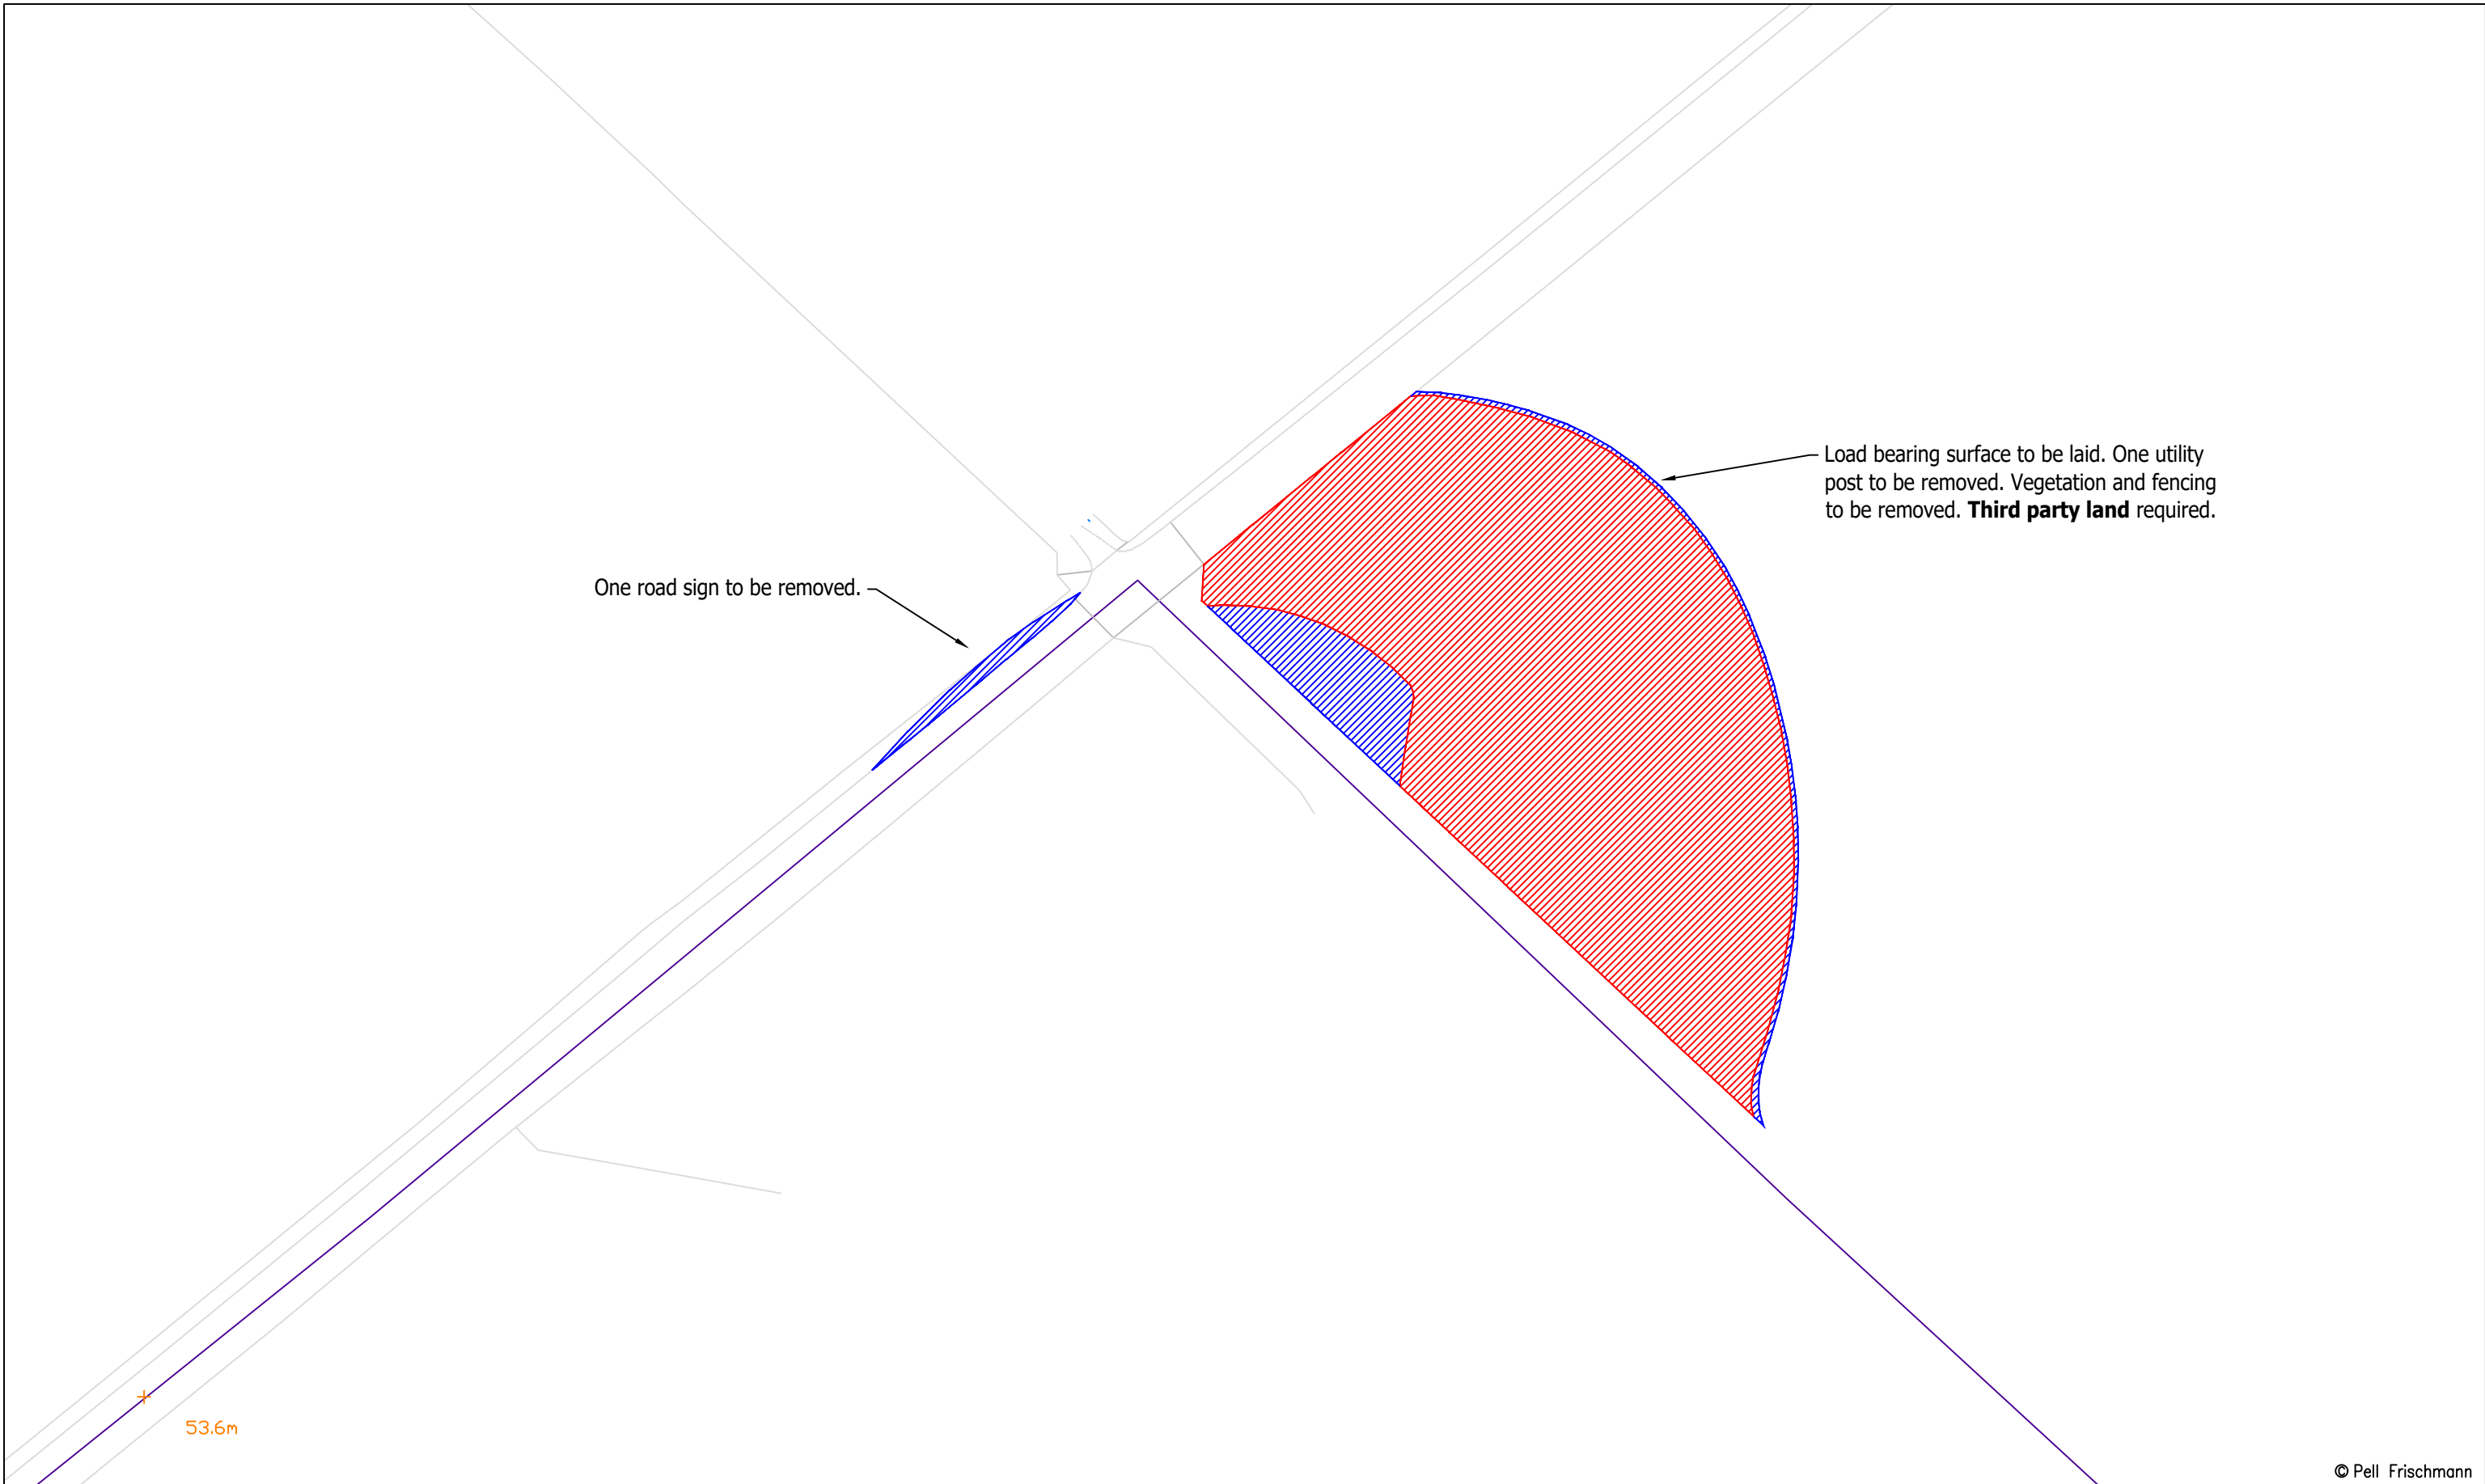 Load bearing surface to be laid. One utility
post to be removed. Vegetation and fencing
to be removed. Third party land required.
One road sign to be removed.
53.6m
© Pell Frischmann